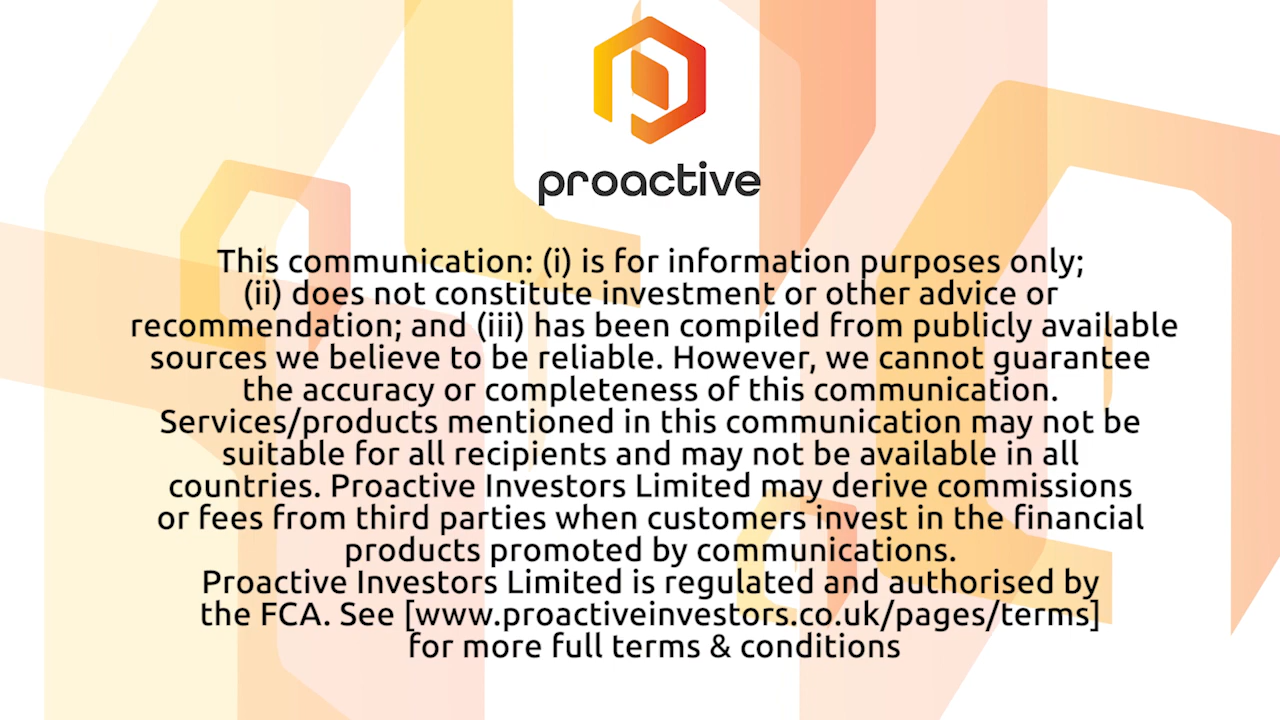 proactive
This communication: (i) is for information purposes only;
(ii) does not constitute investment or other advice or
recommendation; and (iii) has been compiled from publicly available
sources we believe to be reliable. However, we cannot guarantee
the accuracy or completeness of this communication.
Services/products mentioned in this communication may not be
suitable for all recipients and may not be available in all
countries. Proactive Investors Limited may derive commissions
or fees from third parties when customers invest in the financial
products promoted by communications.
Proactive Investors Limited is regulated and authorised by
the FCA. See [www.proactiveinvestors.co.uk/pages/terms]
for more full terms & conditions